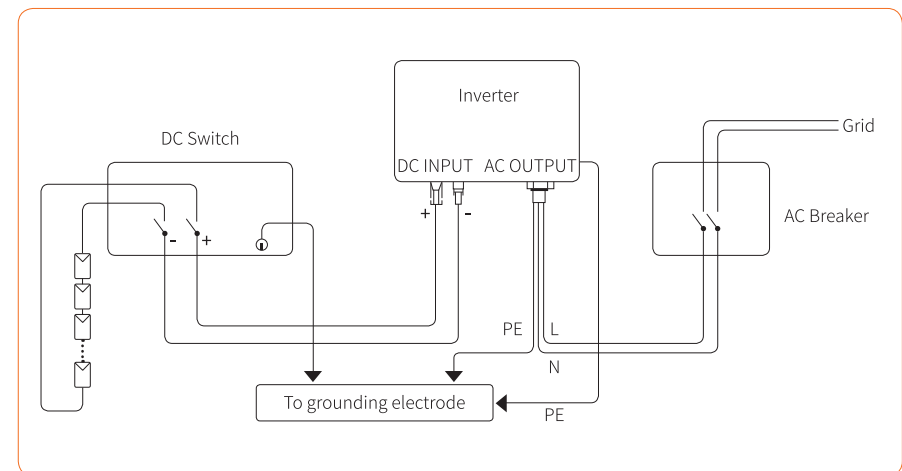 Inverter
Grid
DC Switch
DC INPUT AC OUTPUT
AC Breaker
+ -
- +
PE L
N
To grounding electrode
PE